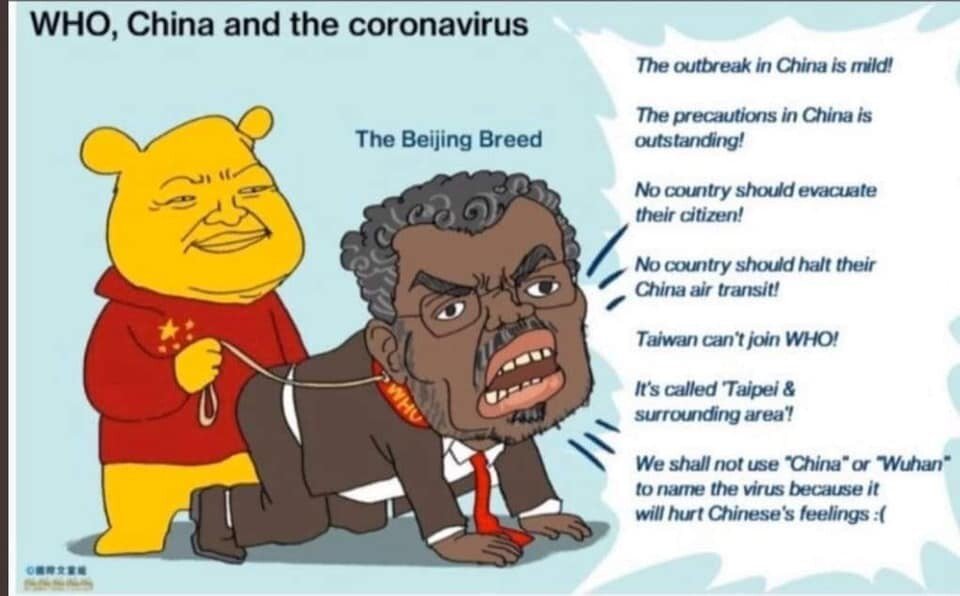 WHO, China and the coronavirus
The Beijing Breed
WHO
The outbreak in China is mild!
The precautions in China is
outstanding!
No country should evacuate
their citizen!
No country should halt their
China air transit!
Taiwan can't join WHO!
It's called 'Taipei &
surrounding area'!
We shall not use "China" or "Wuhan"
to name the virus because it
will hurt Chinese's feelings :(